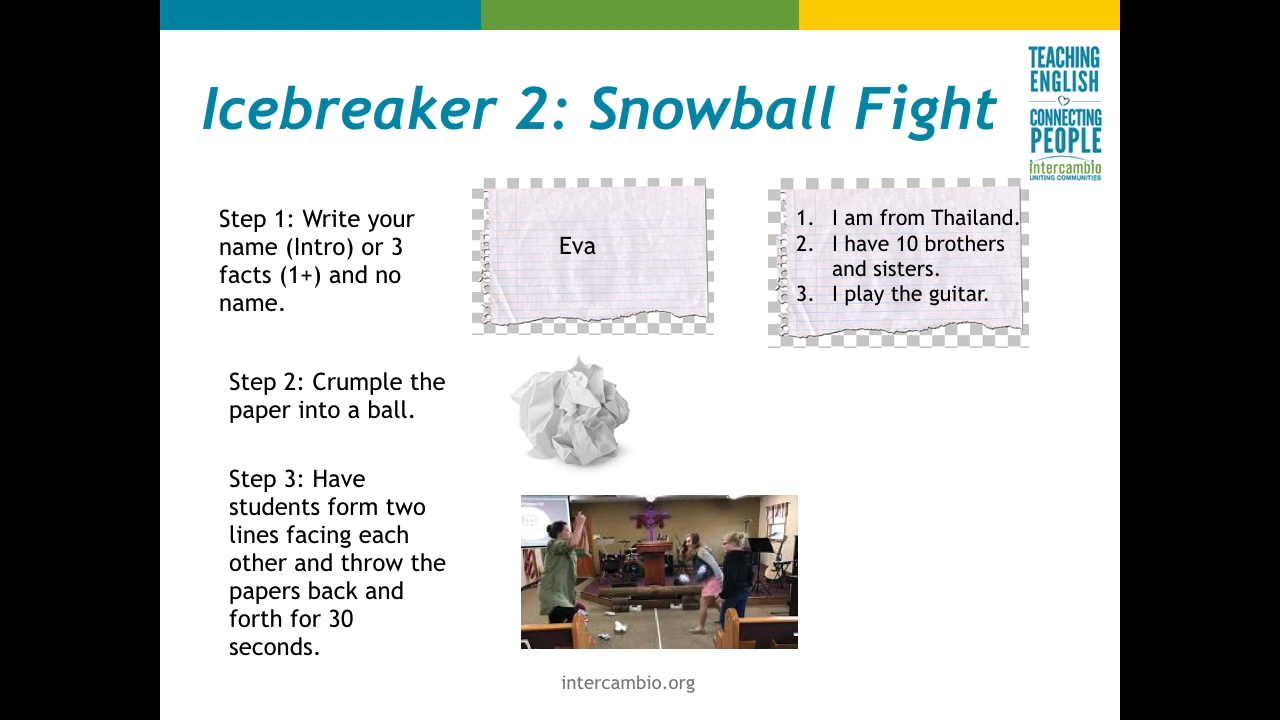 Icebreaker 2: Snowball Fight
TEACHING
ENGLISH
CONNECTING
PEOPLE
intercambio
UNITING COMMUNITIES
Step 1: Write your
name (Intro) or 3
facts (1+) and no
name.
Eva
1. I am from Thailand.
2. I have 10 brothers
and sisters.
3. I play the guitar.
Step 2: Crumple the
paper into a ball.
Step 3: Have
students form two
lines facing each
other and throw the
papers back and
forth for 30
seconds.
intercambio.org